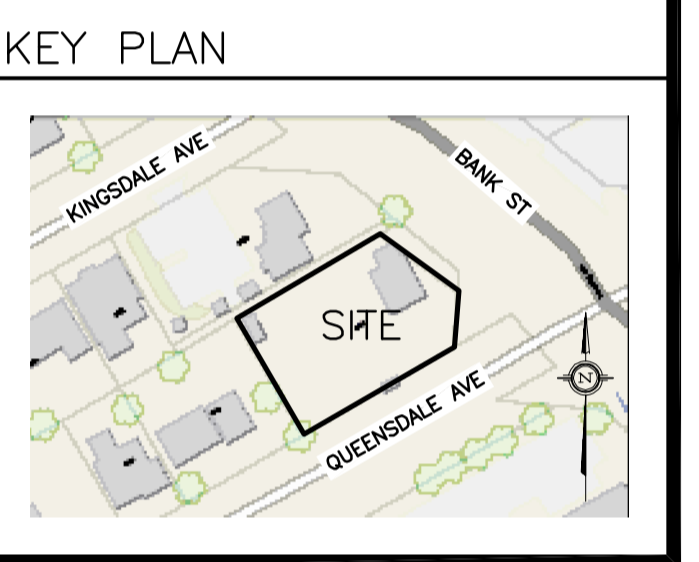 KEY PLAN
KINGSDALE AVE
BANK ST
SITE
QUEENSDALE AVE
N